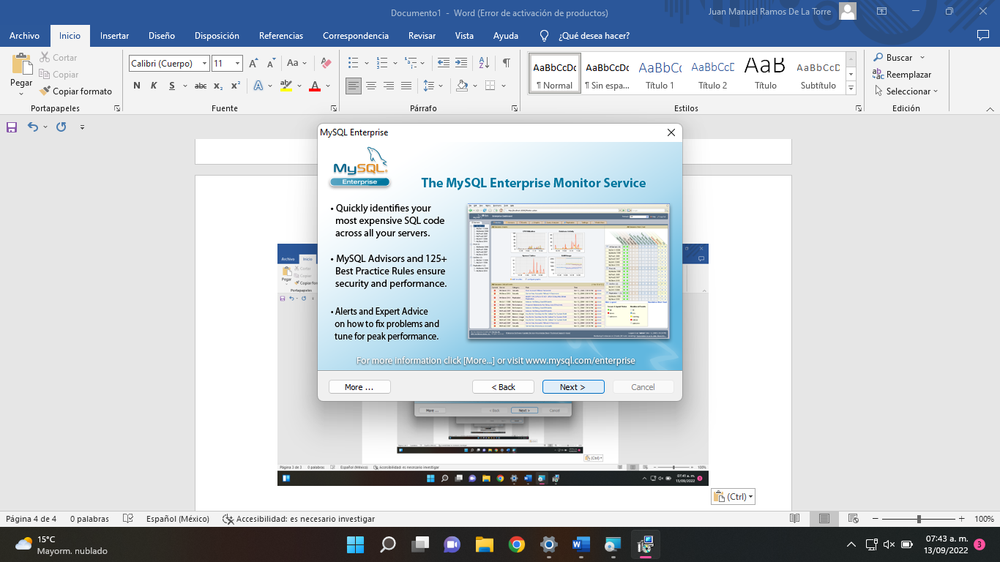 Documento1 - Word (Error de activación de productos)
Juan Manuel Ramos De La Torre
Archivo Inicio Insertar Diseño Disposición Referencias Correspondencia Revisar Vista Ayuda ¿Qué desea hacer?
Pegar
Cortar
Copiar
Copiar formato
Portapapeles
Calibri (Cuerpo) 11
Aa
N K S abc x₂ x²
Fuente
Párrafo
AaBbCcDc AaBbCcDc AaBbCc AaBbCcD AaB AaBbCcD
¶ Normal ¶ Sin espa... Título 1 Título 2 Título Subtítulo
Estilos
Buscar
Reemplazar
Seleccionar
Edición
MySQL Enterprise
MySQL
Enterprise
The MySQL Enterprise Monitor Service
• Quickly identifies your
most expensive SQL code
across all your servers.
• MySQL Advisors and 125+
Best Practice Rules ensure
security and performance.
• Alerts and Expert Advice
on how to fix problems and
tune for peak performance.
For more information click [More...] or visit www.mysql.com/enterprise
More ... < Back Next > Cancel
Archivo Inicio
Pegar
Cortar
Copiar
Copiar for
Portapapeles
More ... < Back Next > Cancel
(Ctrl)
Página 3 de 3 0 palabras Español (México) Accesibilidad: es necesario investigar
100%
07:41 a. m.
13/09/2022
(Ctrl)
Página 4 de 4 0 palabras Español (México) Accesibilidad: es necesario investigar
100%
15°C
Mayorm. nublado
07:43 a. m.
13/09/2022
3